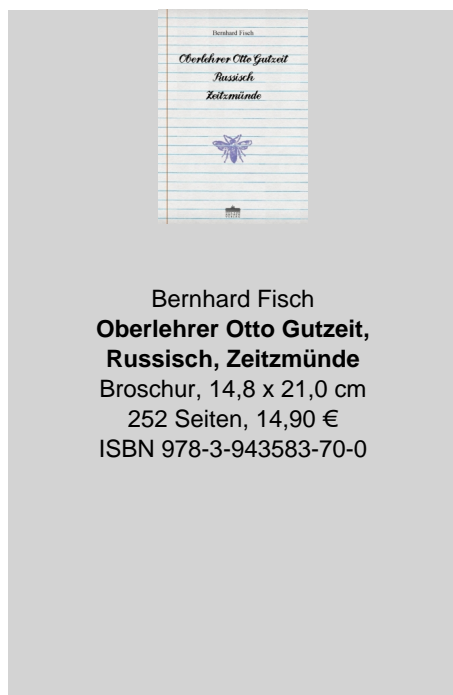 Bernhard Fisch
Oberlehrer Otto Gutzeit
Russisch
Zeitzmünde
Bernhard Fisch
Oberlehrer Otto Gutzeit,
Russisch, Zeitzmünde
Broschur, 14,8 x 21,0 cm
252 Seiten, 14,90 €
ISBN 978-3-943583-70-0